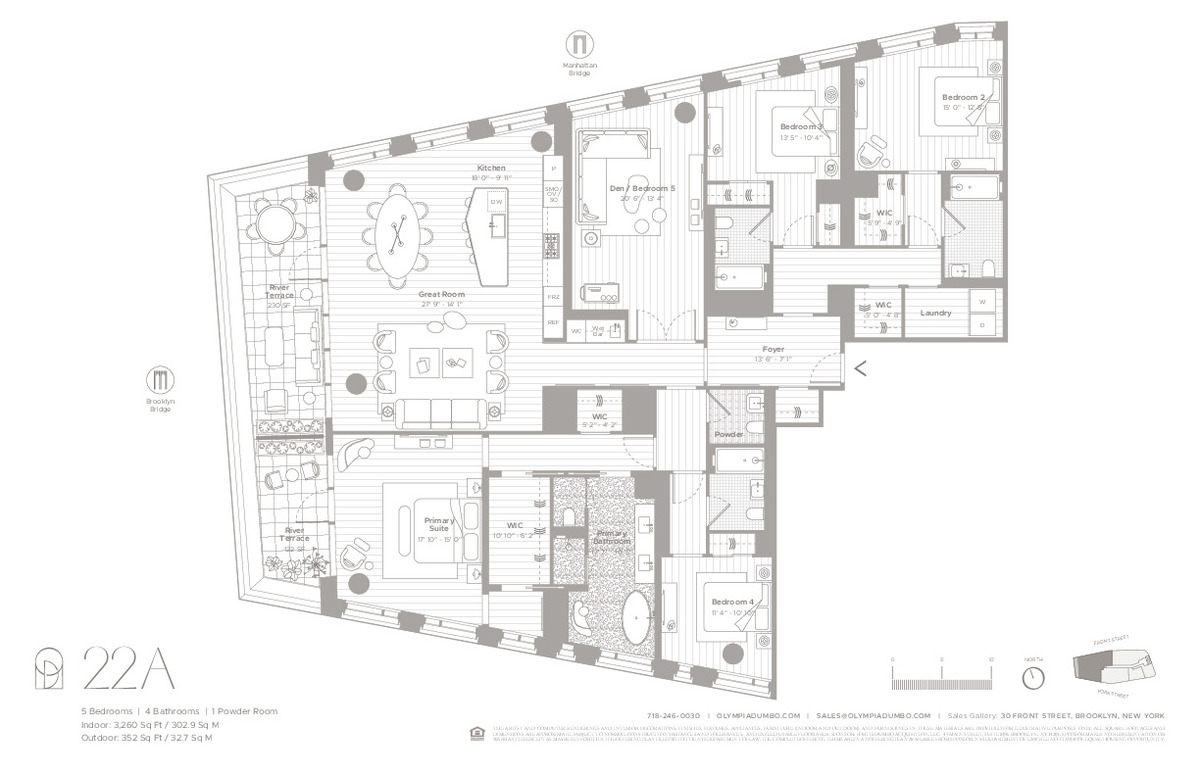 Manhattan
Bridge
Bedroom 2
15' 0" - 12' 8"
Bedroom 3
13' 5" - 10' 4"
Kitchen
18' 0" - 9' 11"
P
SMO/
OV/
SO
DW
Den / Bedroom 5
20' 6" - 13' 4"
WIC
5' 9" - 4' 9"
River
Terrace
230 SF
Great Room
27' 9" - 14' 1"
FRZ
REF
WC
Wet
Bar
WIC
5' 0" - 4' 8"
Laundry
W
D
Foyer
13' 6" - 7' 1"
Brooklyn
Bridge
WIC
5' 2" - 4' 2"
Powder
River
Terrace
122 SF
Primary
Suite
17' 10" - 15' 0"
WIC
10' 10" - 6' 2"
Primary
Bathroom
Bedroom 4
11' 4" - 10' 10"
22A
5 Bedrooms | 4 Bathrooms | 1 Powder Room
Indoor: 3,260 Sq Ft / 302.9 Sq M
Outdoor: 352 Sq Ft / 32.7 Sq M
0
5
10
NORTH
FRONT STREET
YORK STREET
718-246-0030 | OLYMPIADUMBO.COM | SALES@OLYMPIADUMBO.COM | Sales Gallery: 30 FRONT STREET, BROOKLYN, NEW YORK